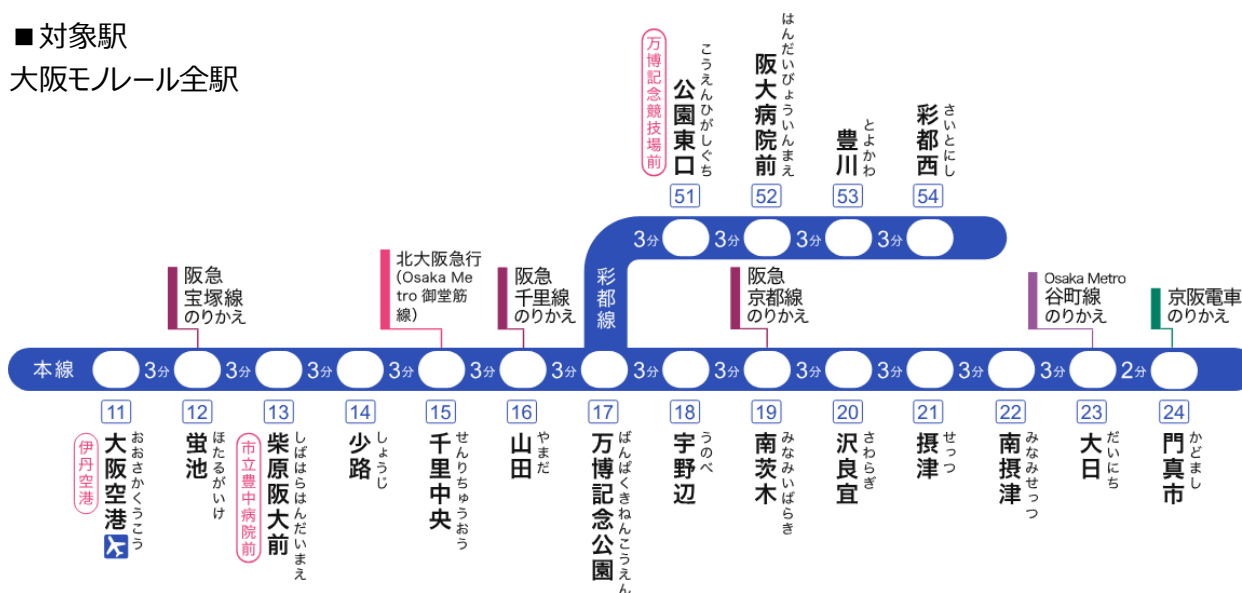 ■対象駅
大阪モノレール全駅
万博記念競技場前
公園東口
こうえんひがしぐち
51
阪大病院前
はんだいびょういんまえ
52
豊川
とよかわ
53
彩都西
さいとにし
54
3分
3分
3分
3分
彩都線
阪急
宝塚線
のりかえ
北大阪急行
(Osaka Me
tro 御堂筋
線)
阪急
千里線
のりかえ
阪急
京都線
のりかえ
Osaka Metro
谷町線
のりかえ
京阪電車
のりかえ
本線
3分
3分
3分
3分
3分
3分
3分
3分
3分
3分
3分
3分
2分
11
大阪空港
おおさかくうこう
伊丹空港
12
蛍池
ほたるがいけ
13
柴原阪大前
しばはらはんだいまえ
市立豊中病院前
14
少路
しょうじ
15
千里中央
せんりちゅうおう
16
山田
やまだ
17
万博記念公園
ばんぱくきねんこうえん
18
宇野辺
うのべ
19
南茨木
みなみいばらき
20
沢良宜
さわらぎ
21
摂津
せっつ
22
南摂津
みなみせっつ
23
大日
だいにち
24
門真市
かどまし